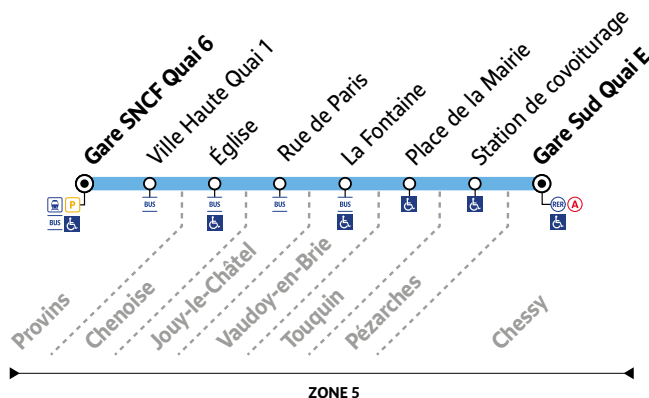 Gare SNCF Quai 6
Ville Haute Quai 1
Église
Rue de Paris
La Fontaine
Place de la Mairie
Station de covoiturage
Gare Sud Quai E
P
BUS
BUS
BUS
BUS
BUS
RER A
Provins
Chenoise
Jouy-le-Châtel
Vaudoy-en-Brie
Touquin
Pézarches
Chessy
ZONE 5